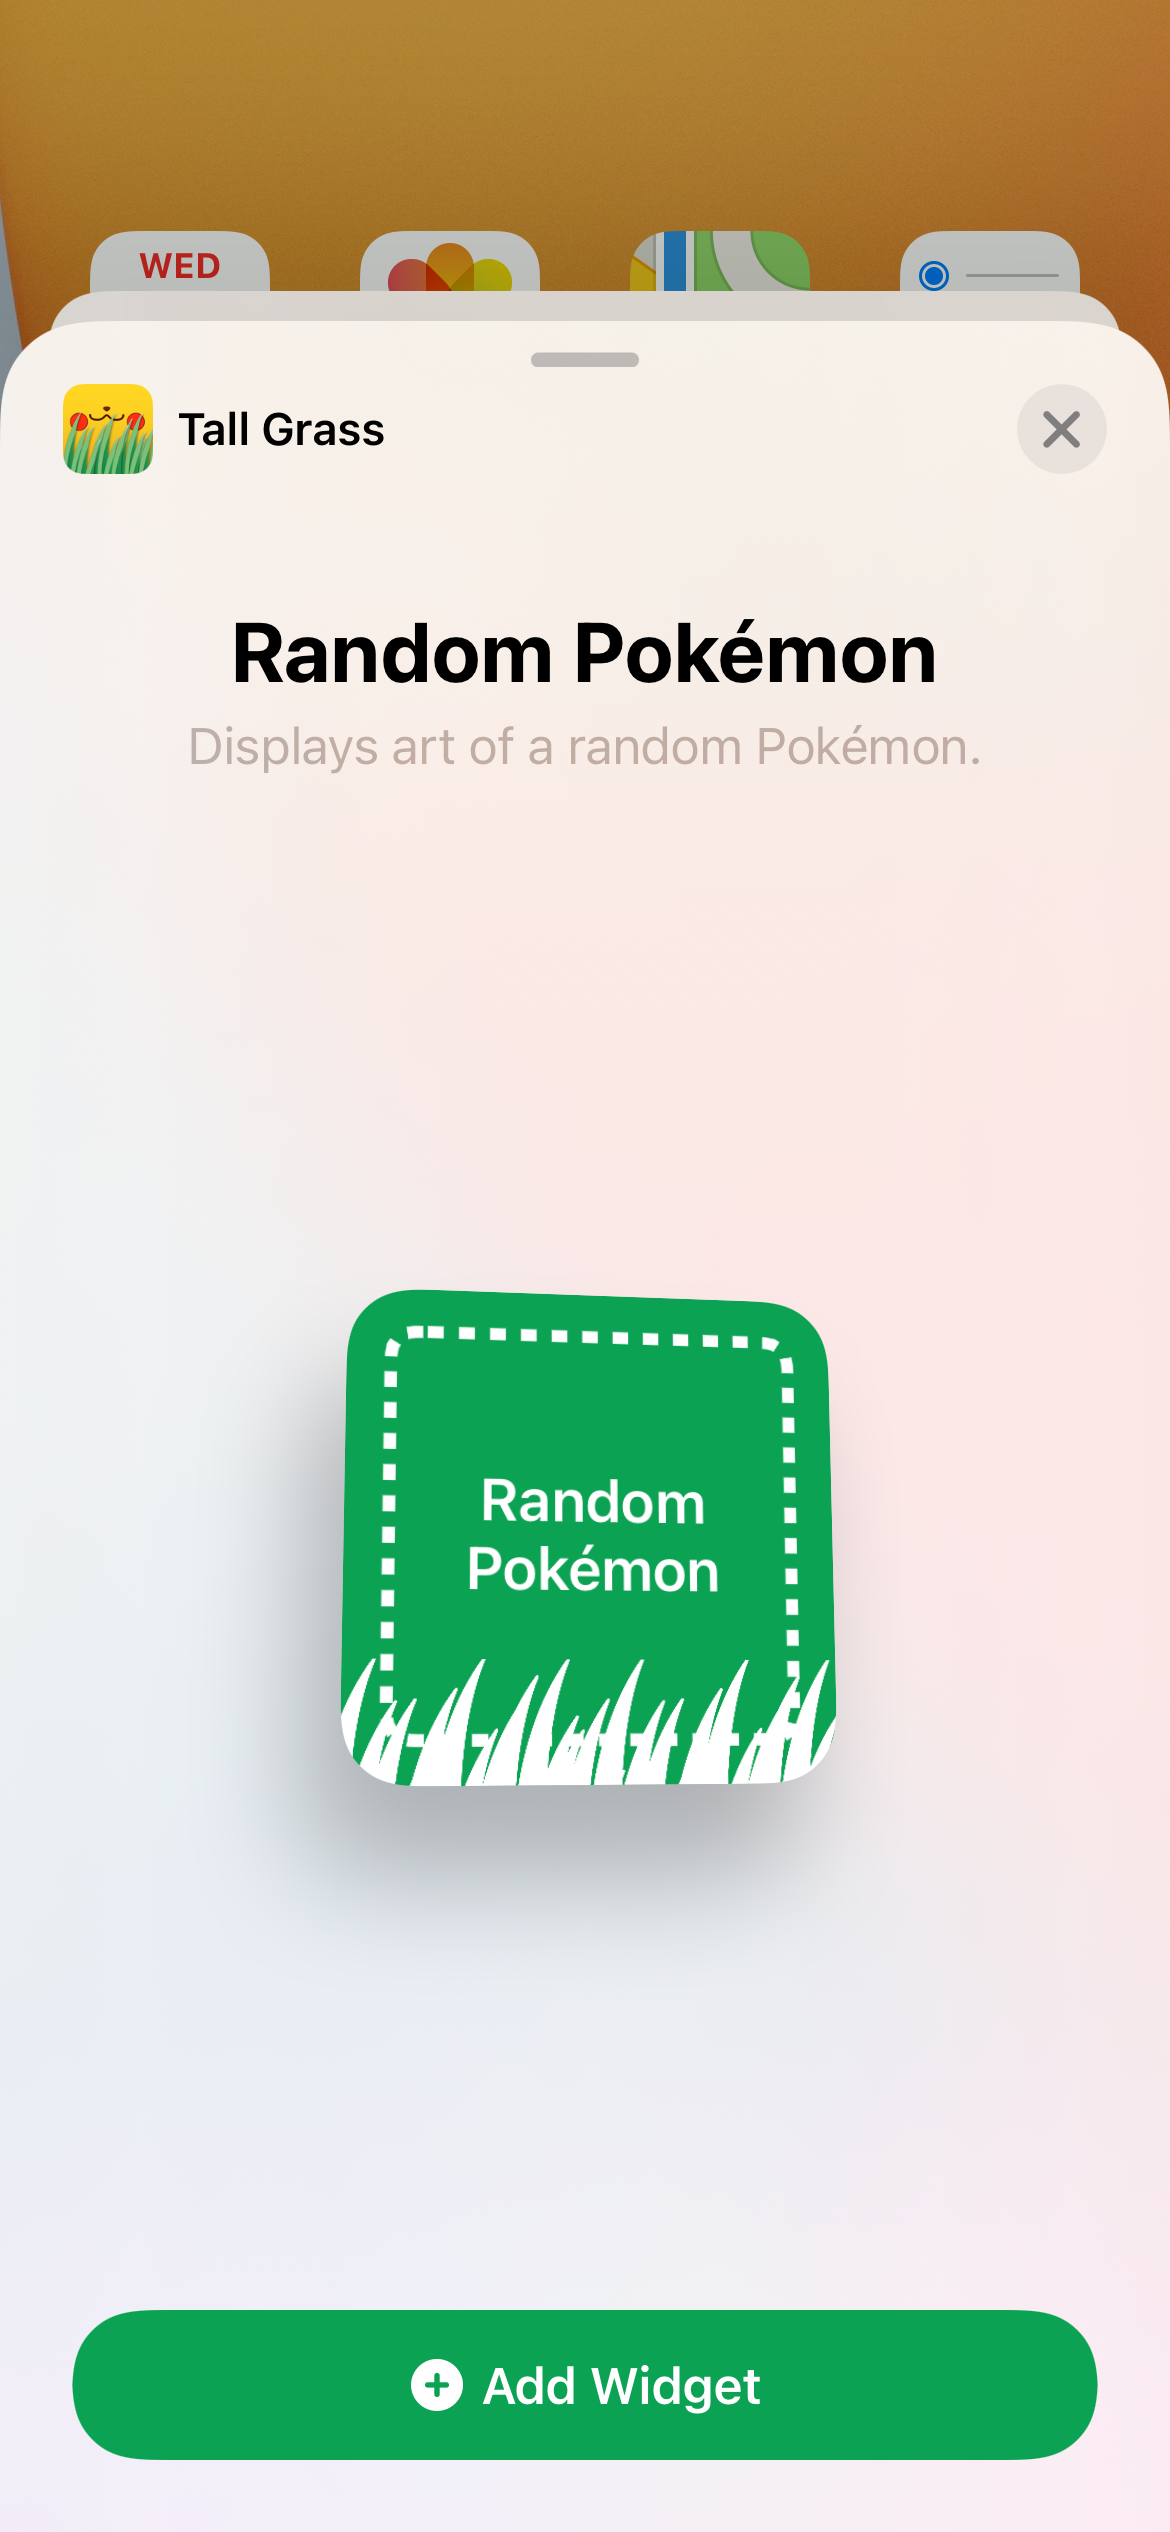 WED
Tall Grass
Random Pokémon
Displays art of a random Pokémon.
Random
Pokémon
Add Widget